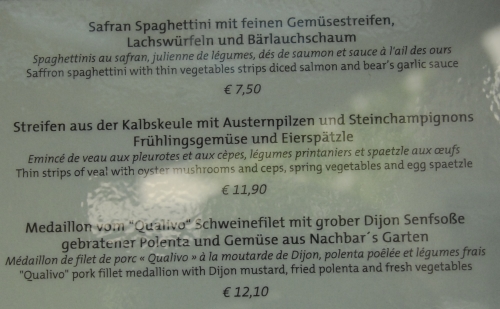 Safran Spaghettini mit feinen Gemüsestreifen,
Lachswürfeln und Bärlauchschaum
Spaghettinis au safran, julienne de légumes, dés de saumon et sauce à l'ail des ours
Saffron spaghettini with thin vegetables strips diced salmon and bear's garlic sauce
€ 7,50
Streifen aus der Kalbskeule mit Austernpilzen und Steinchampignons
Frühlingsgemüse und Eierspätzle
Emincé de veau aux pleurotes et aux cèpes, légumes printaniers et spaetzle aux œufs
Thin strips of veal with oyster mushrooms and ceps, spring vegetables and egg spaetzle
€ 11,90
Medaillon vom "Qualivo" Schweinefilet mit grober Dijon Senfsoße
gebratener Polenta und Gemüse aus Nachbar´s Garten
Médaillon de filet de porc « Qualivo » à la moutarde de Dijon, polenta poêlée et légumes frais
"Qualivo" pork fillet medallion with Dijon mustard, fried polenta and fresh vegetables
€ 12,10